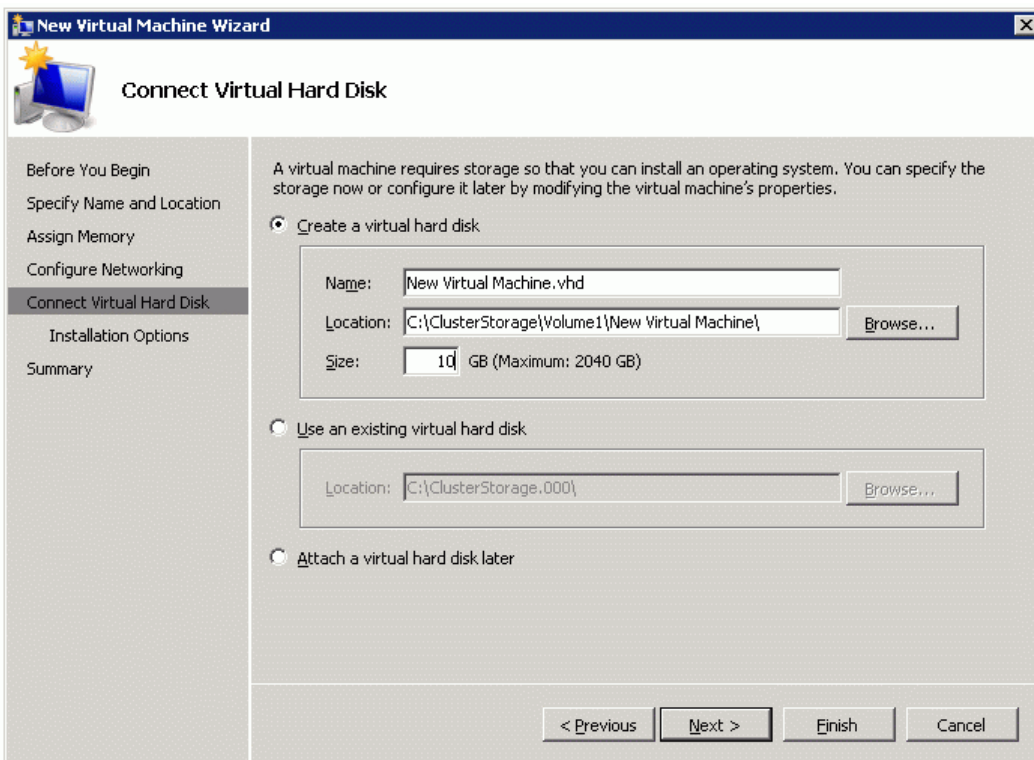 New Virtual Machine Wizard
Connect Virtual Hard Disk
Before You Begin
Specify Name and Location
Assign Memory
Configure Networking
Connect Virtual Hard Disk
Installation Options
Summary
A virtual machine requires storage so that you can install an operating system. You can specify the
storage now or configure it later by modifying the virtual machine's properties.
Create a virtual hard disk
Name: New Virtual Machine.vhd
Location: C:\ClusterStorage\Volume1\New Virtual Machine\ Browse...
Size: 10 GB (Maximum: 2040 GB)
Use an existing virtual hard disk
Location: C:\ClusterStorage.000\ Browse...
Attach a virtual hard disk later
< Previous Next > Finish Cancel